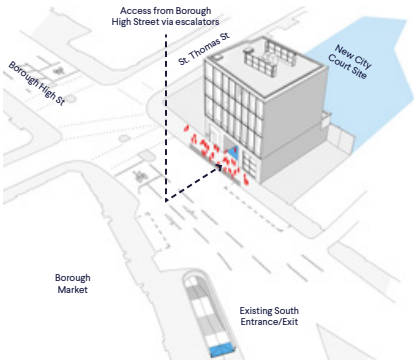 Access from Borough
High Street via escalators
St. Thomas St
New City
Court Site
Borough High St
Borough
Market
Existing South
Entrance/Exit